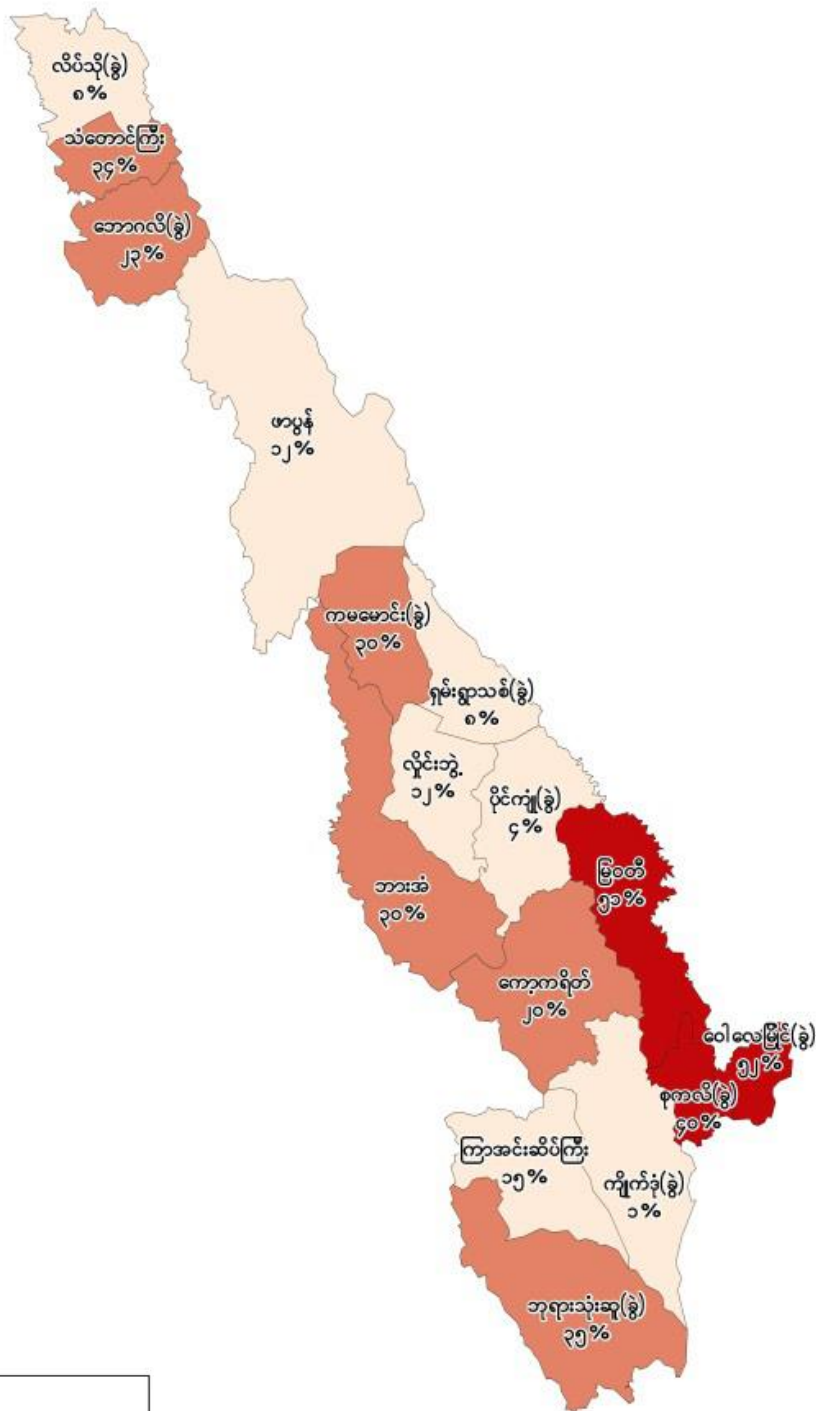 လိပ်သို(ခွဲ)
၈%
သံတောင်ကြီး
၃၄%
ဘောဂလိ(ခွဲ)
၂၃%
ဖာပွန်
၁၂%
ကမမောင်း(ခွဲ)
၃၀%
ရှမ်းရွာသစ်(ခွဲ)
၈%
လှိုင်းဘွဲ့
၁၂%
ပိုင်ကျုံ(ခွဲ)
၄%
မြဝတီ
၅၁%
ဘားအံ
၃၀%
ကော့ကရိတ်
၂၀%
ဝေါလေမြိုင်(ခွဲ)
၅၂%
စုကလိ(ခွဲ)
၄၀%
ကြာအင်းဆိပ်ကြီး
၁၅%
ကျိုက်ဒုံ(ခွဲ)
၁%
ဘုရားသုံးဆူ(ခွဲ)
၃၅%